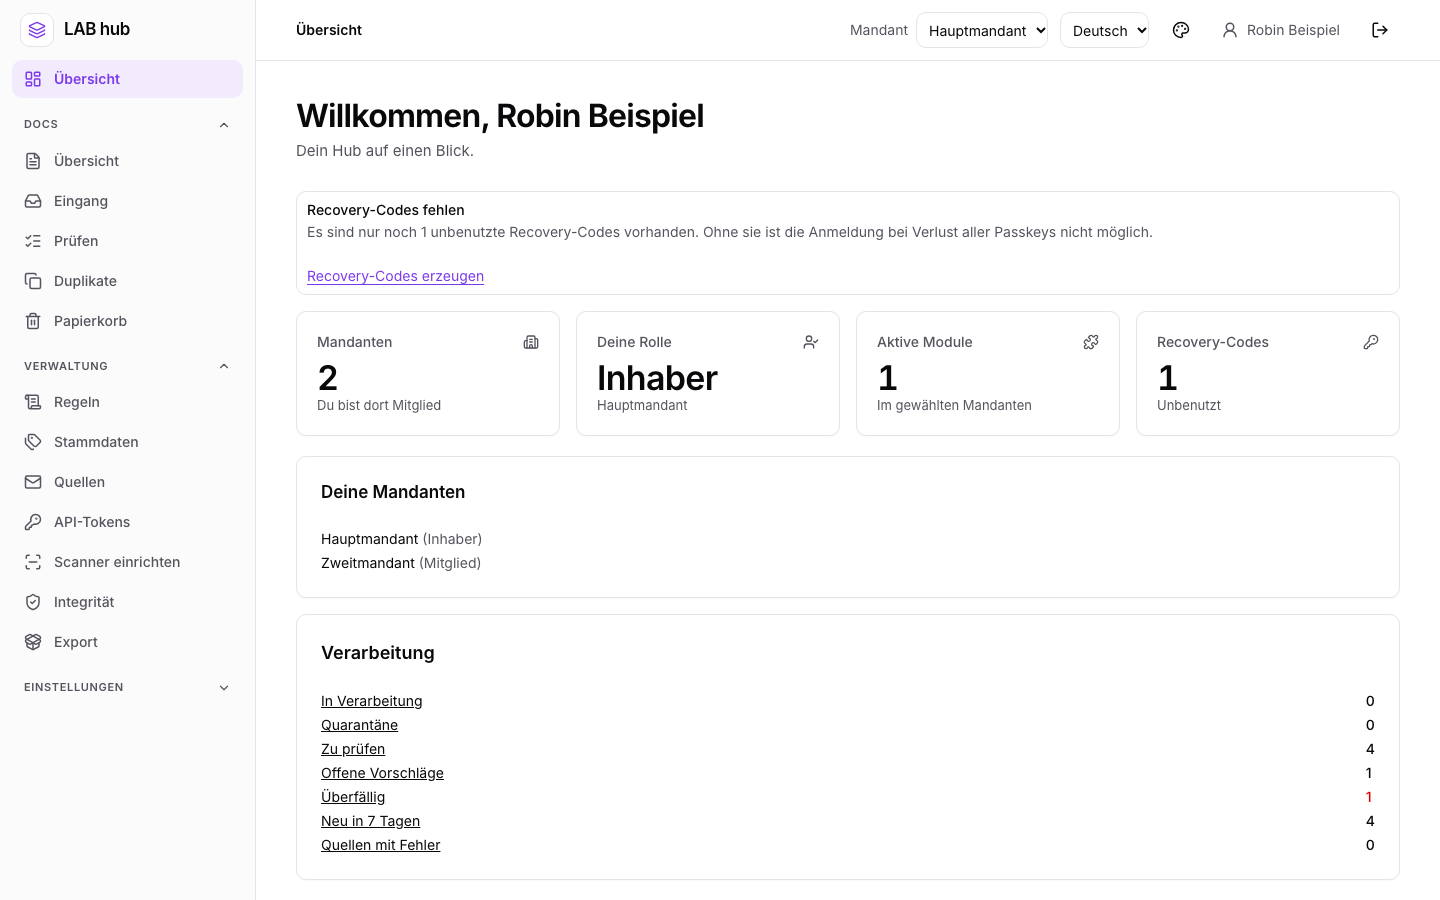 LAB hub
Übersicht
DOCS
Übersicht
Eingang
Prüfen
Duplikate
Papierkorb
VERWALTUNG
Regeln
Stammdaten
Quellen
API-Tokens
Scanner einrichten
Integrität
Export
EINSTELLUNGEN
Übersicht
Mandant Hauptmandant Deutsch Robin Beispiel
Willkommen, Robin Beispiel
Dein Hub auf einen Blick.
Recovery-Codes fehlen
Es sind nur noch 1 unbenutzte Recovery-Codes vorhanden. Ohne sie ist die Anmeldung bei Verlust aller Passkeys nicht möglich.
Recovery-Codes erzeugen
Mandanten
2
Du bist dort Mitglied
Deine Rolle
Inhaber
Hauptmandant
Aktive Module
1
Im gewählten Mandanten
Recovery-Codes
1
Unbenutzt
Deine Mandanten
Hauptmandant (Inhaber)
Zweitmandant (Mitglied)
Verarbeitung
In Verarbeitung 0
Quarantäne 0
Zu prüfen 4
Offene Vorschläge 1
Überfällig 1
Neu in 7 Tagen 4
Quellen mit Fehler 0